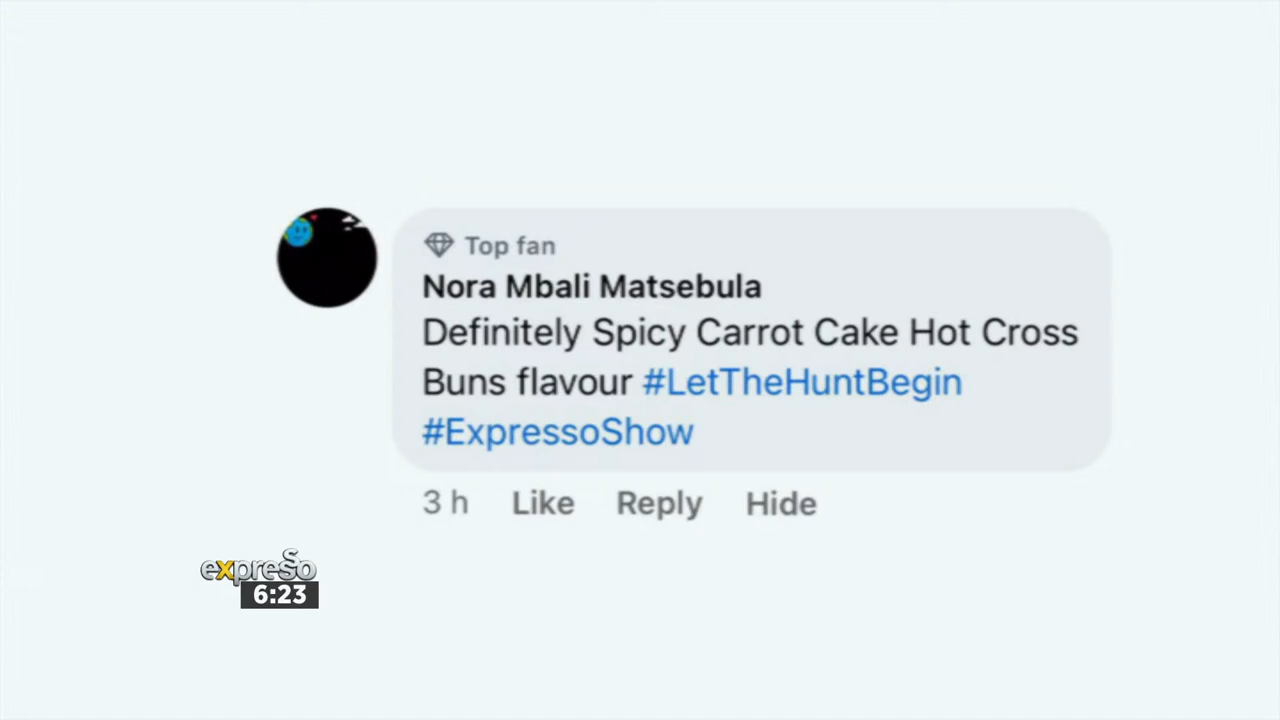 Top fan
Nora Mbali Matsebula
Definitely Spicy Carrot Cake Hot Cross
Buns flavour #LetTheHuntBegin
#ExpressoShow
3 h Like Reply Hide
expresso
6:23